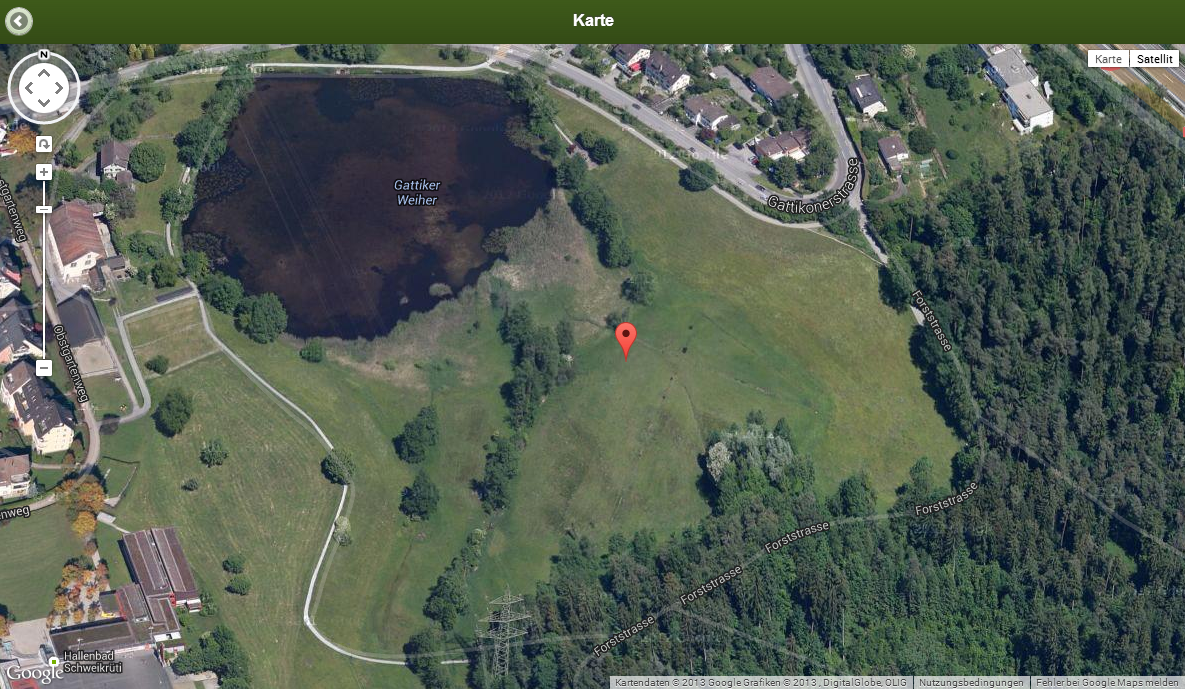 Karte
N
Karte
Satellit
Gattiker
Weiher
Gattikonerstrasse
Forststrasse
Obstgartenweg
Forststrasse
Forststrasse
Forststrasse
Forststrasse
Hallenbad
Schweikrüti
Google
Kartendaten © 2013 Google Grafiken © 2013 , DigitalGlobe, OLIG
Nutzungsbedingungen
Fehler bei Google Maps melden